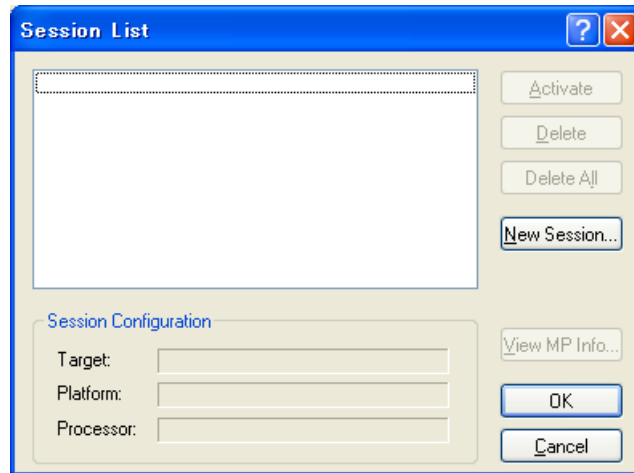 Session List
Activate
Delete
Delete All
New Session...
Session Configuration
Target:
Platform:
Processor:
View MP Info...
OK
Cancel